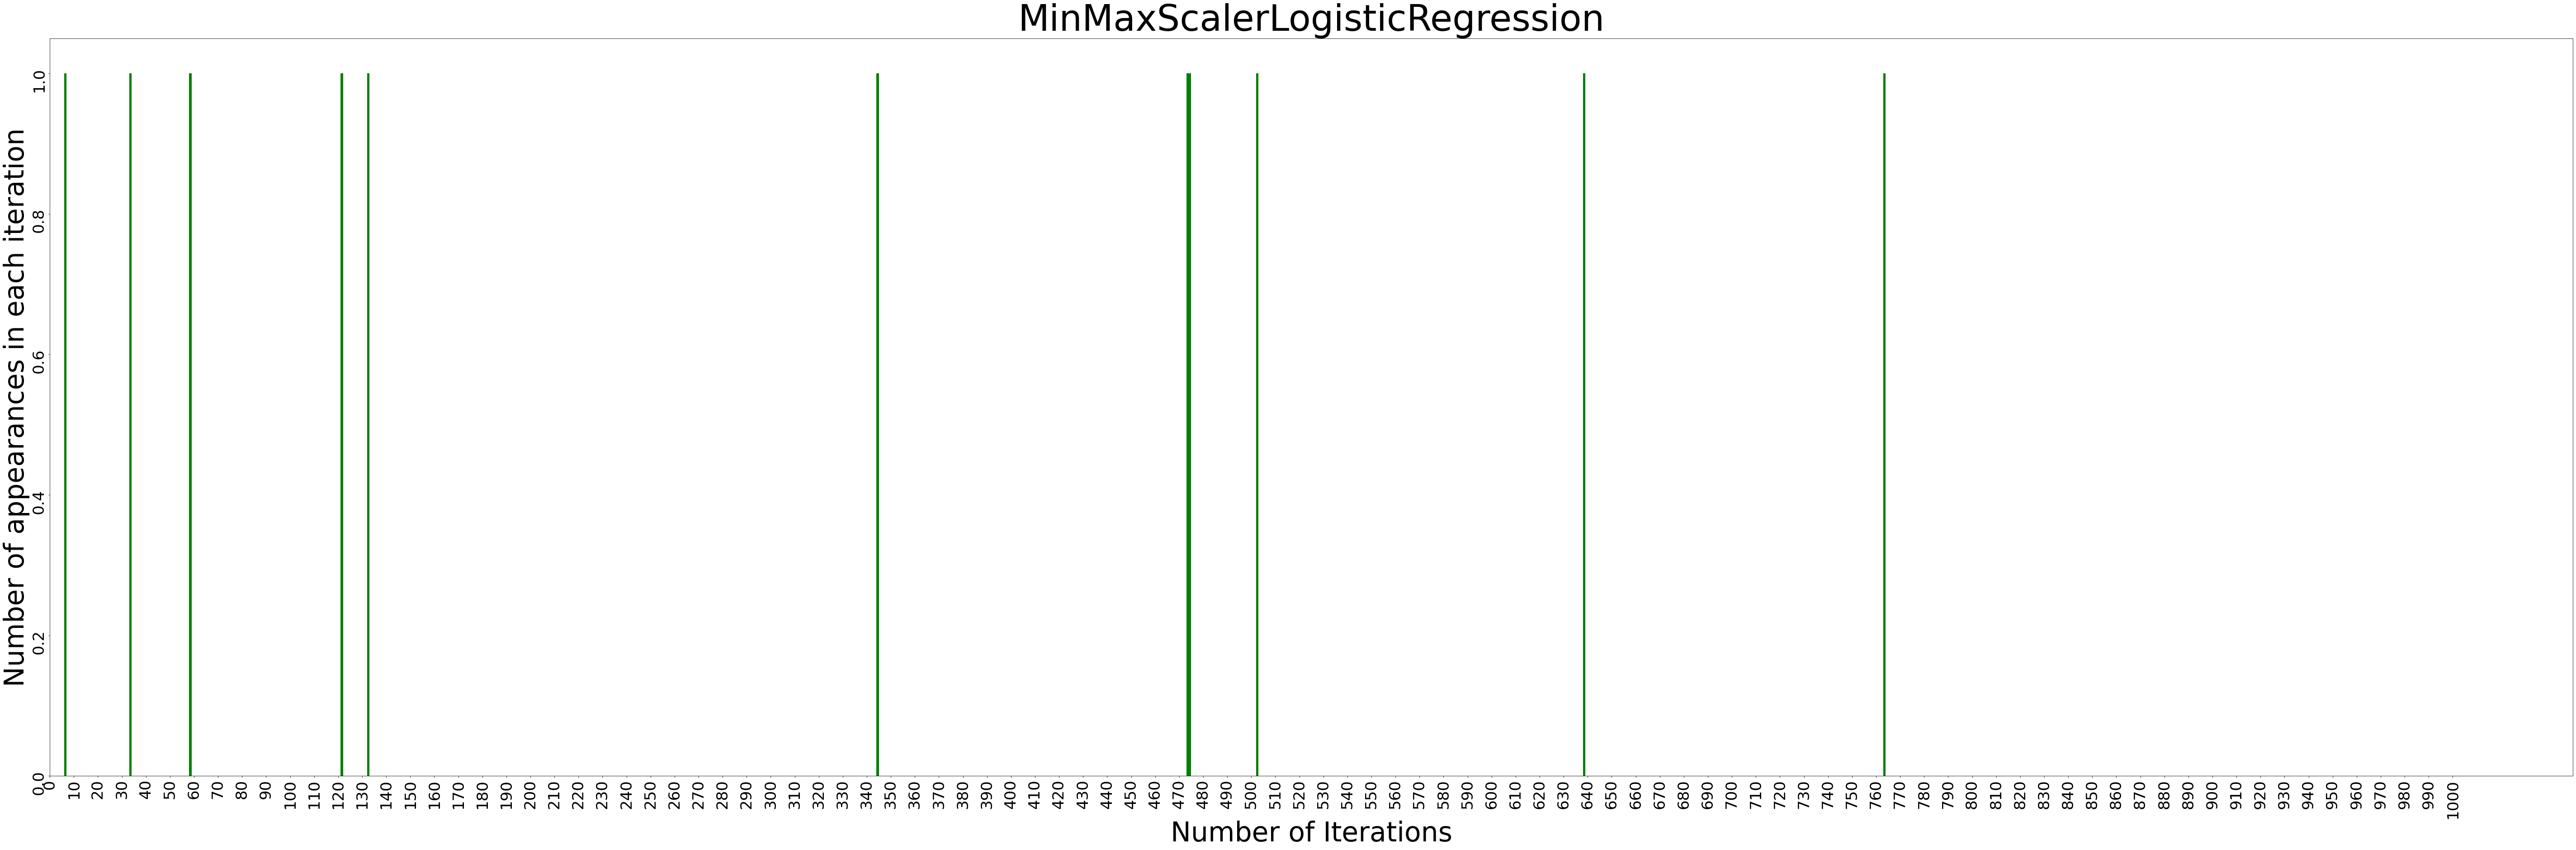 MinMaxScalerLogisticRegression
Number of appearances in each iteration
1.0
0.8
0.6
0.4
0.2
0.0
0 10 20 30 40 50 60 70 80 90 100 110 120 130 140 150 160 170 180 190 200 210 220 230 240 250 260 270 280 290 300 310 320 330 340 350 360 370 380 390 400 410 420 430 440 450 460 470 480 490 500 510 520 530 540 550 560 570 580 590 600 610 620 630 640 650 660 670 680 690 700 710 720 730 740 750 760 770 780 790 800 810 820 830 840 850 860 870 880 890 900 910 920 930 940 950 960 970 980 990 1000
Number of Iterations